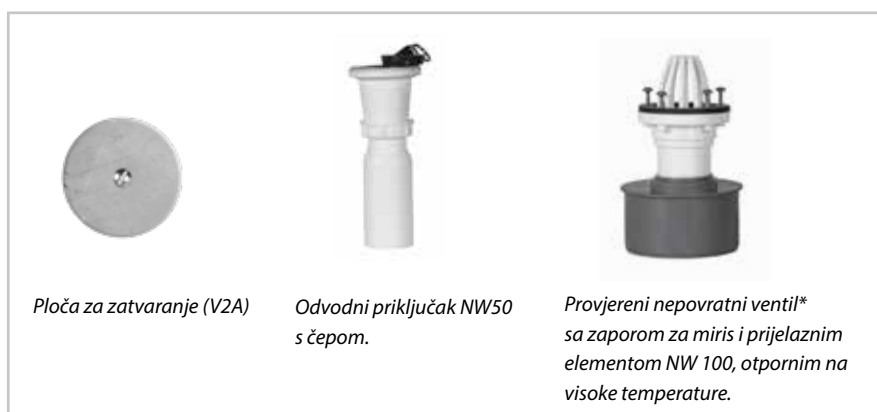 Ploča za zatvaranje (V2A)
Odvodni priključak NW50
s čepom.
Provjereni nepovratni ventil*
sa zaporom za miris i prijelaznim
elementom NW 100, otpornim na
visoke temperature.